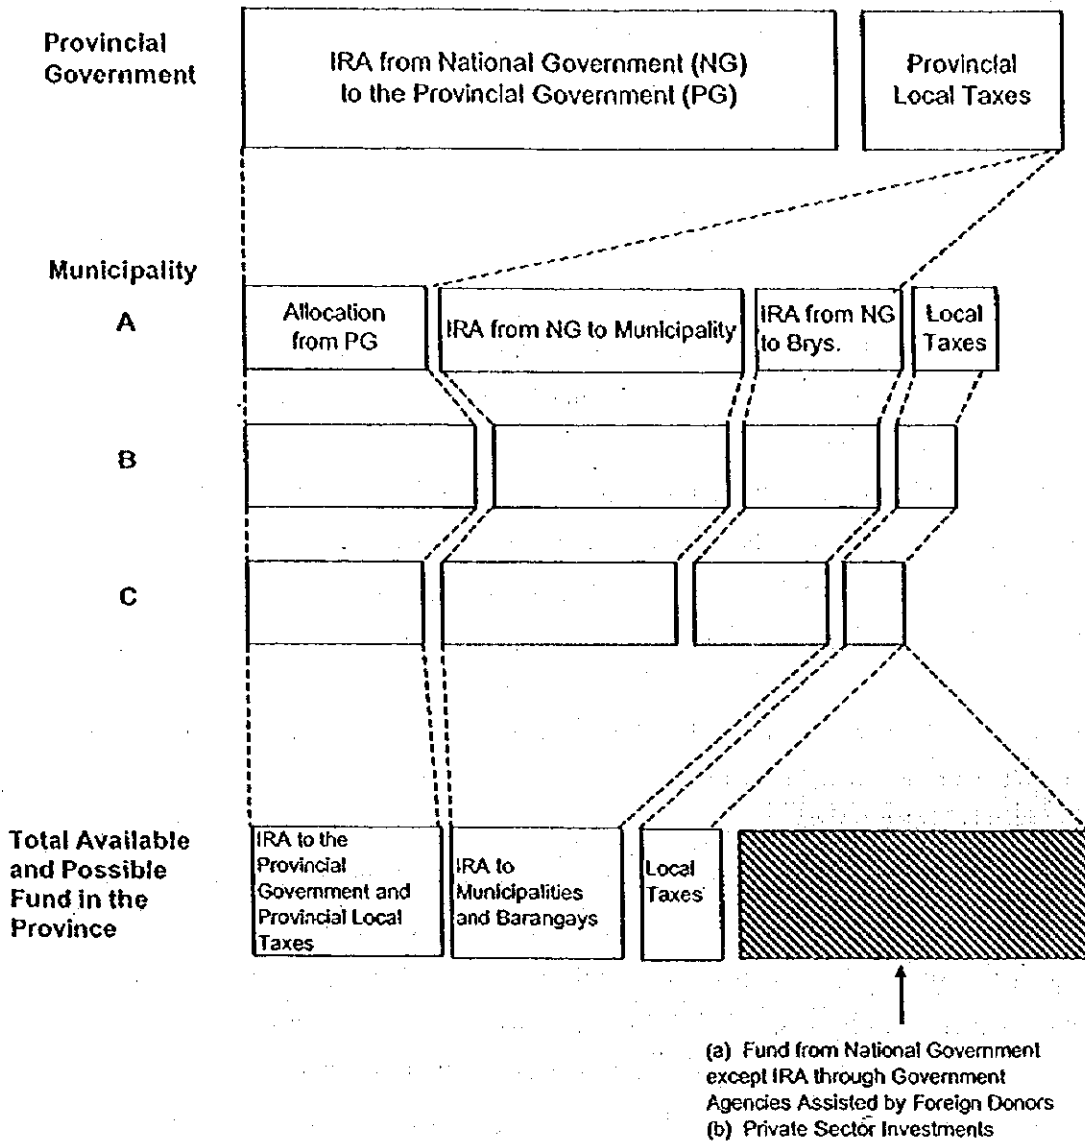 Provincial
Government
IRA from National Government (NG)
to the Provincial Government (PG)
Provincial
Local Taxes
Municipality
A
Allocation
from PG
IRA from NG to Municipality
IRA from NG
to Brys.
Local
Taxes
B
C
Total Available
and Possible
Fund in the
Province
IRA to the
Provincial
Government and
Provincial Local
Taxes
IRA to
Municipalities
and Barangays
Local
Taxes
(a) Fund from National Government
except IRA through Government
Agencies Assisted by Foreign Donors
(b) Private Sector Investments